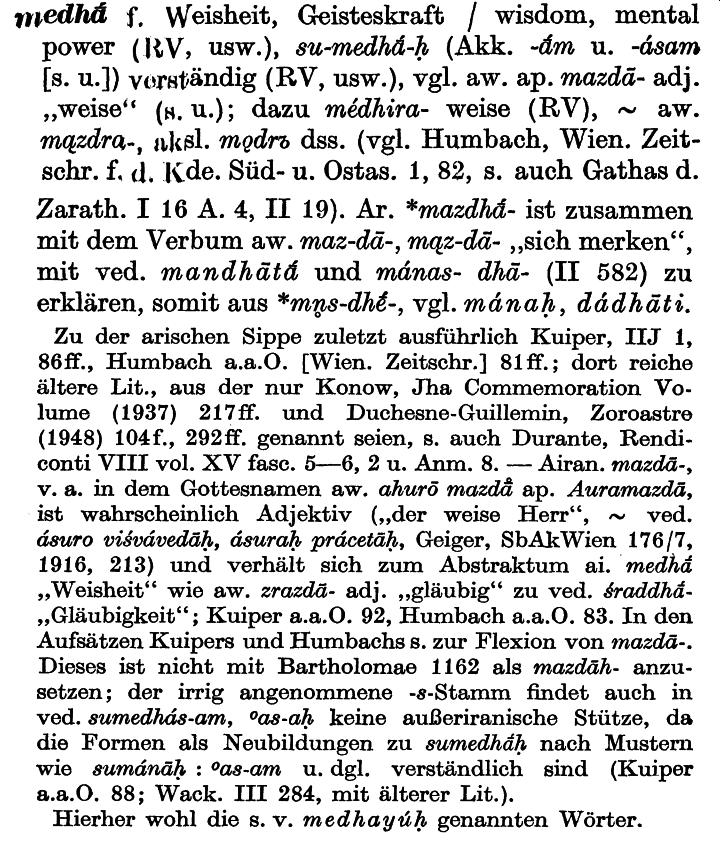 medhā́ f. Weisheit, Geisteskraft / wisdom, mental
power (RV, usw.), su-medhā́-ḥ (Akk. -ā́m u. -ásam
[s. u.]) verständig (RV, usw.), vgl. aw. ap. mazdā- adj.
„weise“ (s. u.); dazu médhira- weise (RV), ~ aw.
mązdra-, aksl. mǫdrъ dss. (vgl. Humbach, Wien. Zeit-
schr. f. d. Kde. Süd- u. Ostas. 1, 82, s. auch Gathas d.
Zarath. I 16 A. 4, II 19). Ar. *mazdhā́- ist zusammen
mit dem Verbum aw. maz-dā-, mąz-dā- „sich merken“,
mit ved. mandhātā́ und mánas- dhā- (II 582) zu
erklären, somit aus *mn̥s-dhḗ-, vgl. mánaḥ, dádhāti.
Zu der arischen Sippe zuletzt ausführlich Kuiper, IIJ 1,
86ff., Humbach a.a.O. [Wien. Zeitschr.] 81ff.; dort reiche
ältere Lit., aus der nur Konow, Jha Commemoration Vo-
lume (1937) 217ff. und Duchesne-Guillemin, Zoroastre
(1948) 104f., 292ff. genannt seien, s. auch Durante, Rendi-
conti VIII vol. XV fasc. 5—6, 2 u. Anm. 8. — Airan. mazdā-,
v. a. in dem Gottesnamen aw. ahurō mazdå ap. Auramazdā,
ist wahrscheinlich Adjektiv („der weise Herr“, ~ ved.
ásuro viśvávedāḥ, ásuraḥ prácetāḥ, Geiger, SbAkWien 176/7,
1916, 213) und verhält sich zum Abstraktum ai. medhā́
„Weisheit“ wie aw. zrazdā- adj. „gläubig“ zu ved. śraddhā́-
„Gläubigkeit“; Kuiper a.a.O. 92, Humbach a.a.O. 83. In den
Aufsätzen Kuipers und Humbachs s. zur Flexion von mazdā-.
Dieses ist nicht mit Bartholomae 1162 als mazdāh- anzu-
setzen; der irrig angenommene -s-Stamm findet auch in
ved. sumedhás-am, °as-aḥ keine außeriranische Stütze, da
die Formen als Neubildungen zu sumedhā́ḥ nach Mustern
wie sumánāḥ : °as-am u. dgl. verständlich sind (Kuiper
a.a.O. 88; Wack. III 284, mit älterer Lit.).
Hierher wohl die s. v. medhayúḥ genannten Wörter.